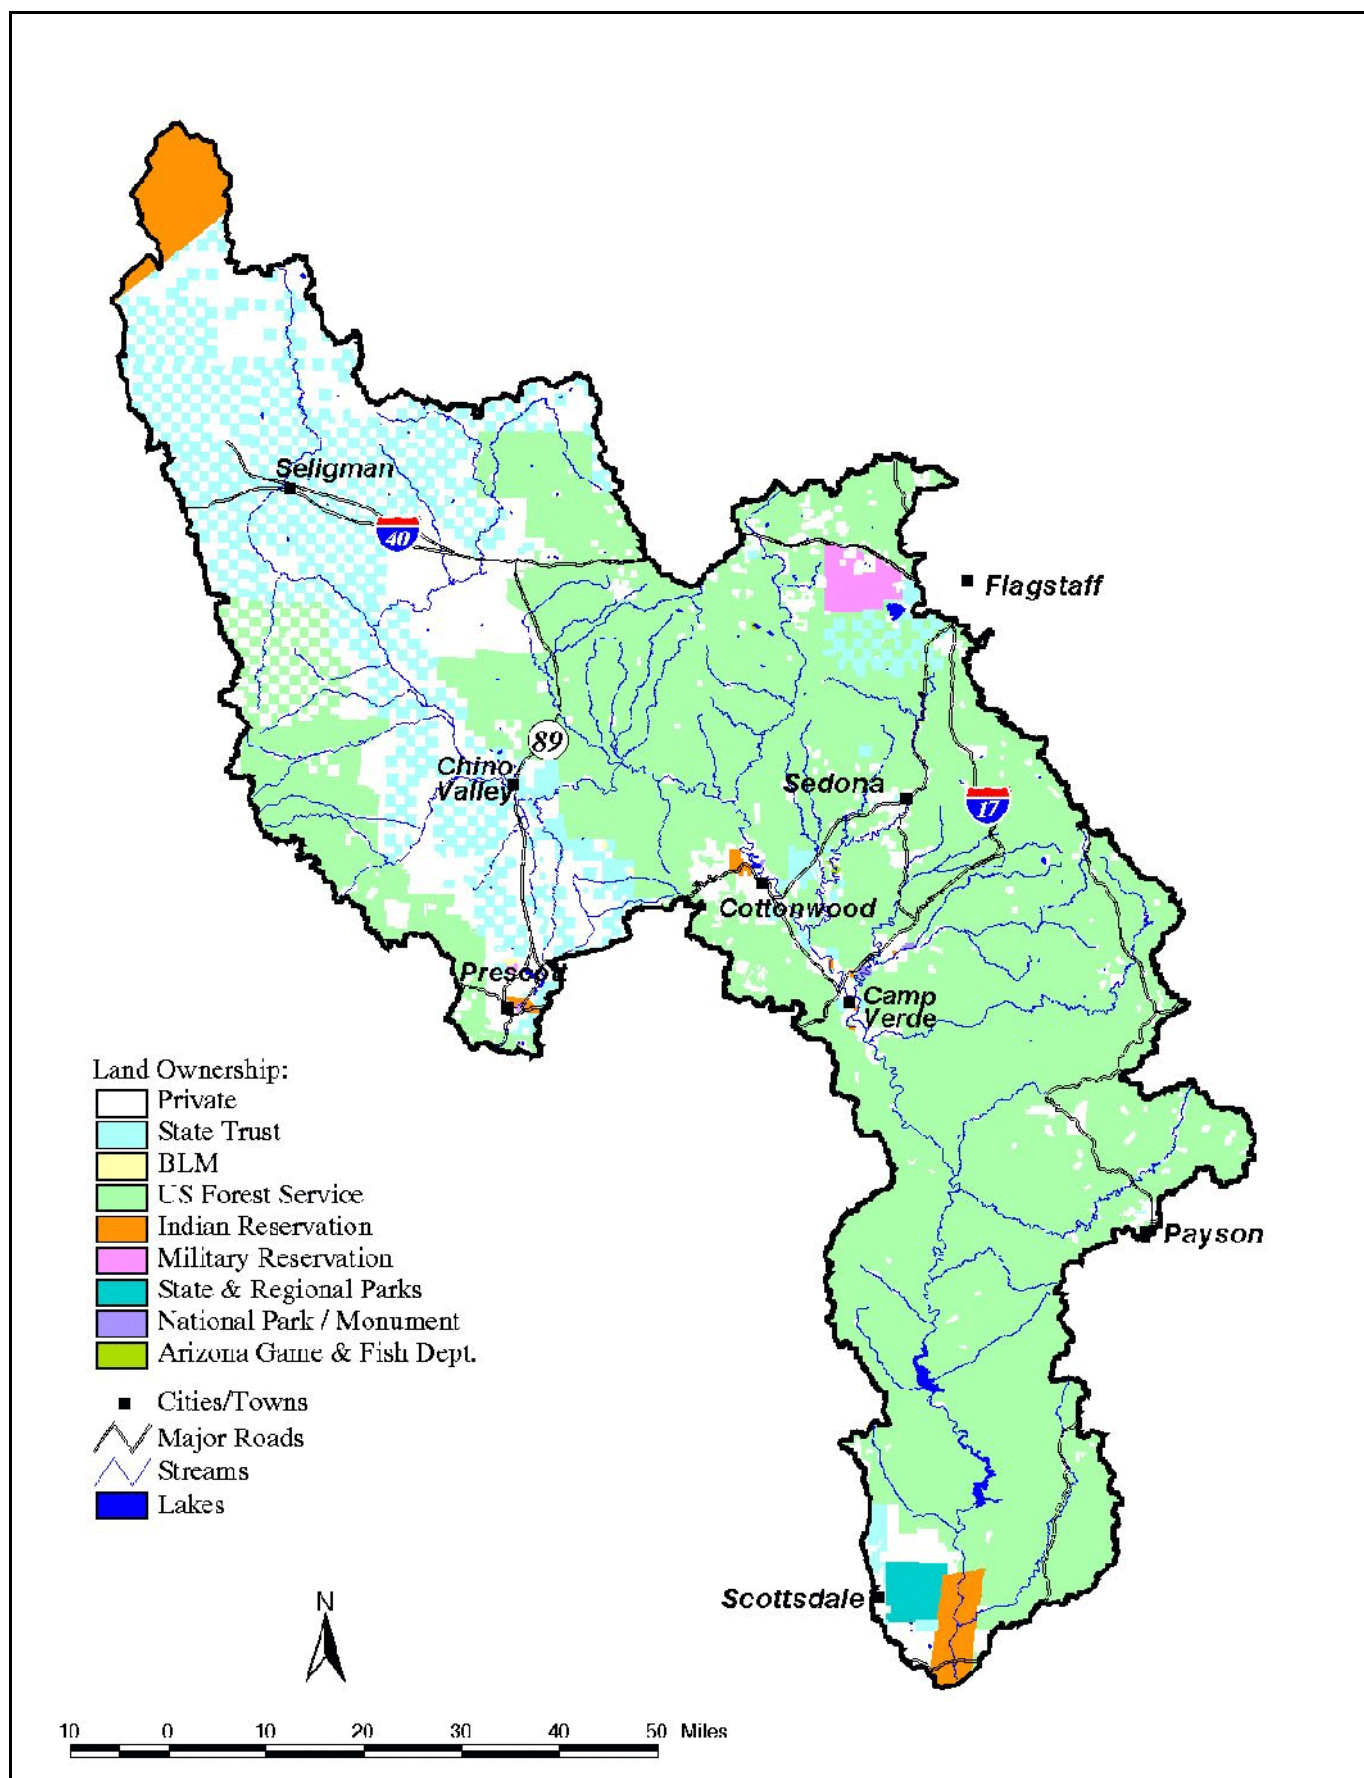 Seligman
40
Flagstaff
89
Chino
Valley
Sedona
17
Cottonwood
Prescott
Camp
Verde
Land Ownership:
Private
State Trust
BLM
US Forest Service
Indian Reservation
Military Reservation
State & Regional Parks
National Park / Monument
Arizona Game & Fish Dept.
Cities/Towns
Major Roads
Streams
Lakes
Payson
Scottsdale
N
10 0 10 20 30 40 50 Miles